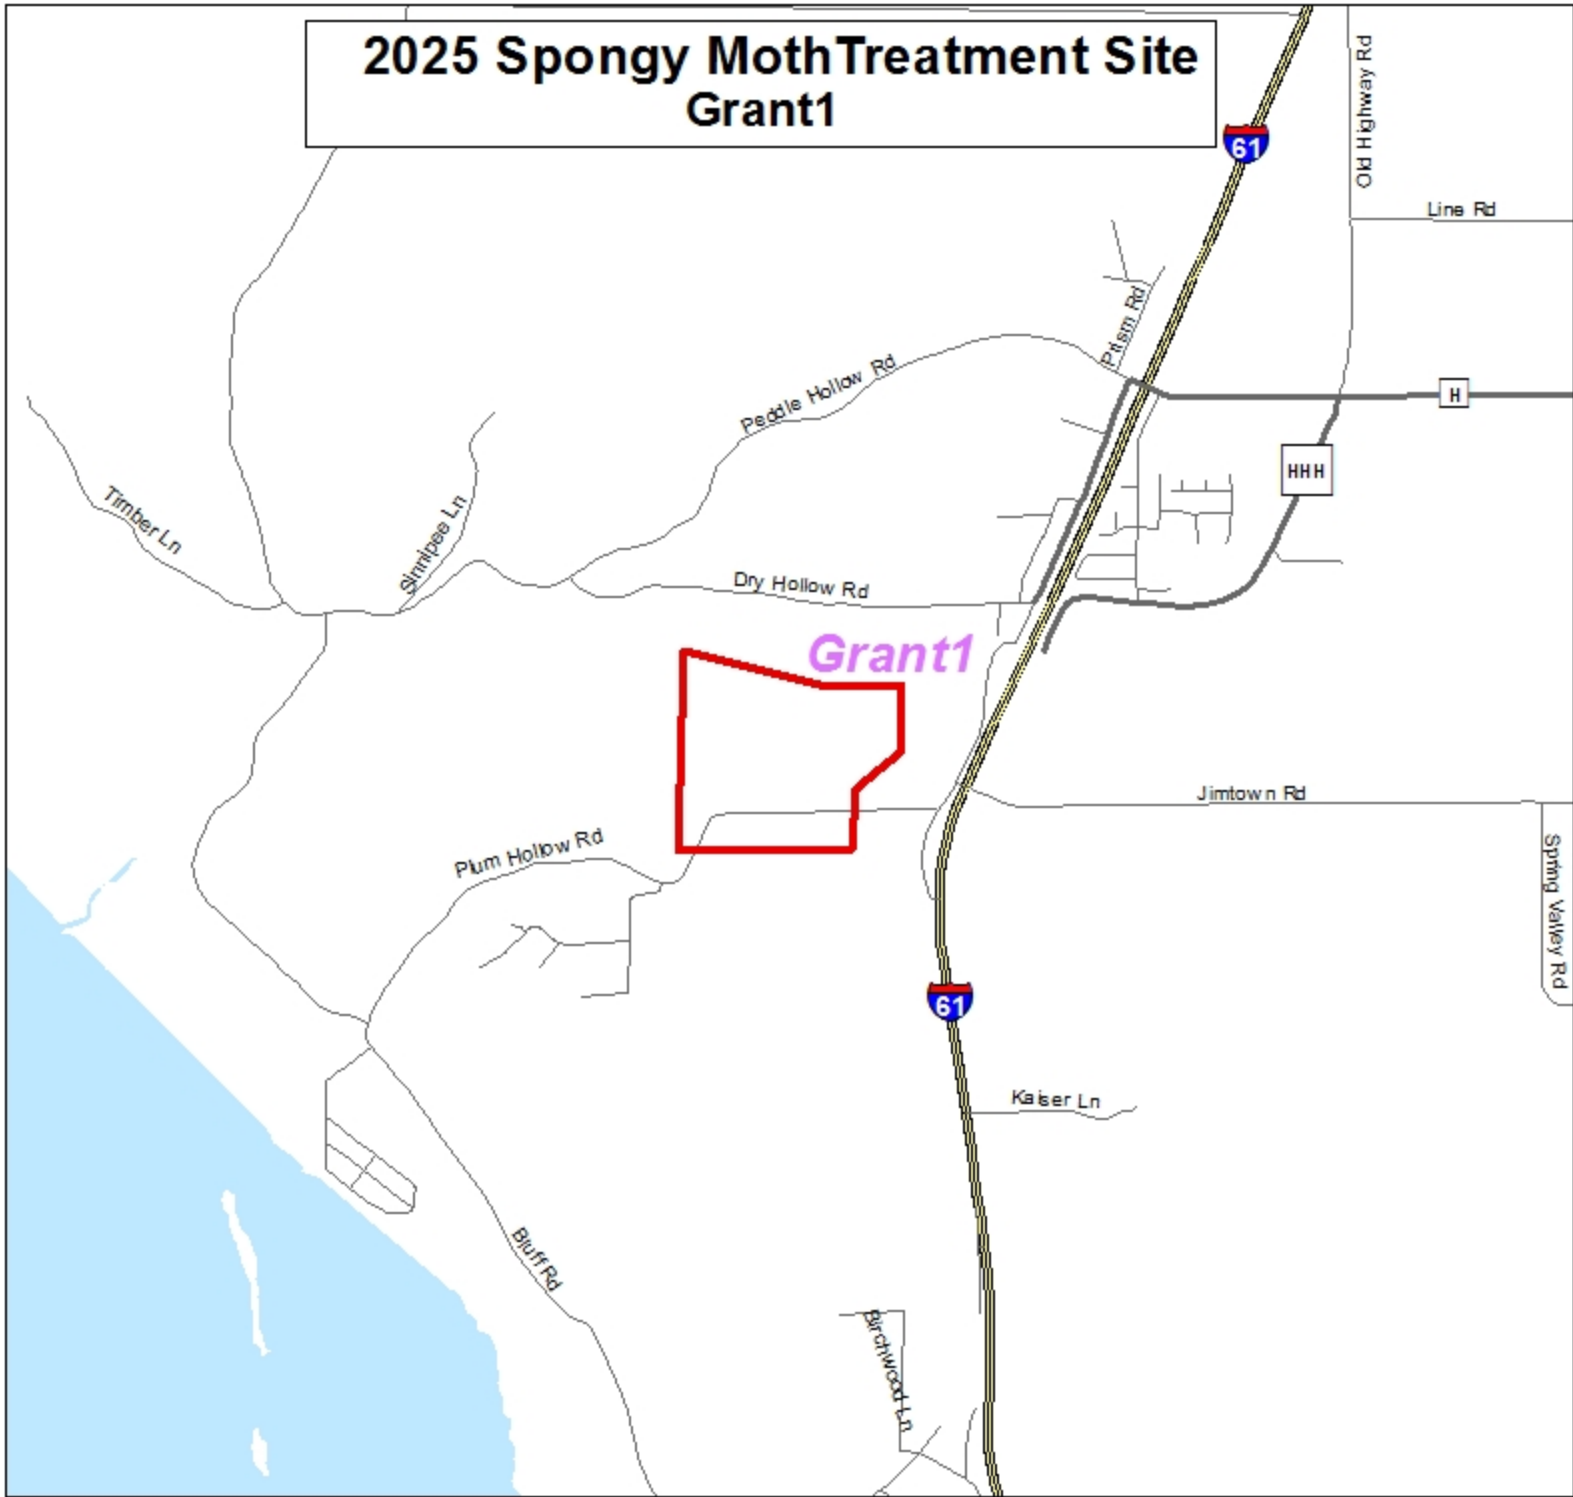 2025 Spongy MothTreatment Site
Grant1
Old Highway Rd
61
Line Rd
Prism Rd
Peddle Hollow Rd
H
HHH
Timber Ln
Sinnipee Ln
Dry Hollow Rd
Grant1
Jimtown Rd
Plum Hollow Rd
Spring Valley Rd
61
Kaiser Ln
Bluff Rd
Birchwood Ln